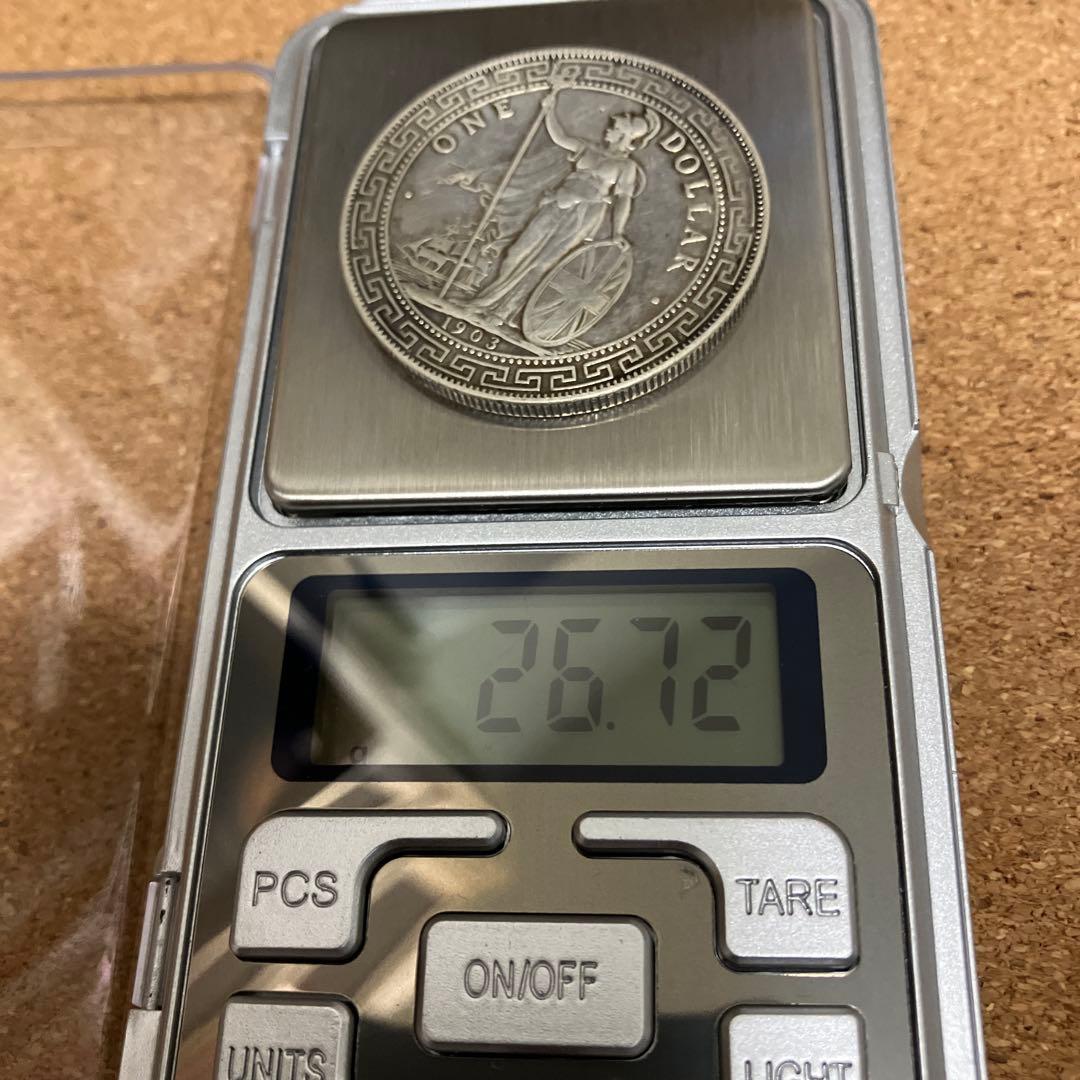 ONE DOLLAR
1903
26.72
g
PCS
TARE
ON/OFF
UNITS
LIGHT